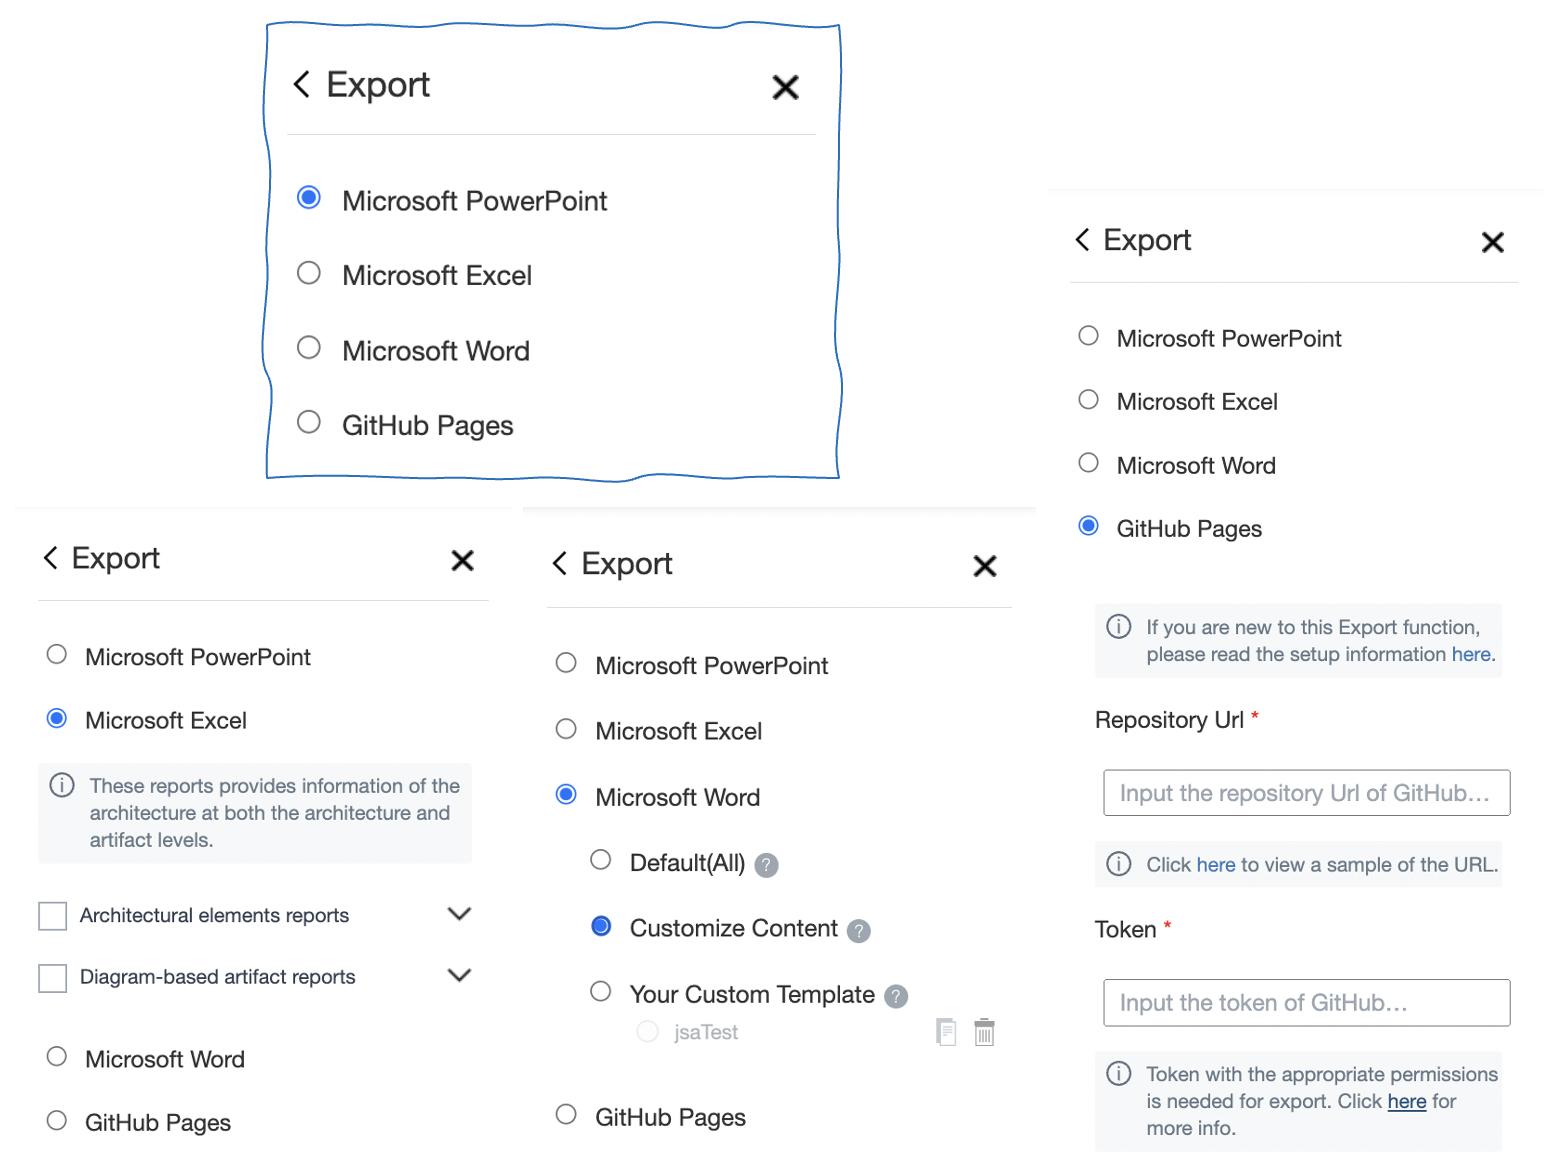 Export
Microsoft PowerPoint
Microsoft Excel
Microsoft Word
GitHub Pages
Export
Microsoft PowerPoint
Microsoft Excel
These reports provides information of the
architecture at both the architecture and
artifact levels.
Architectural elements reports
Diagram-based artifact reports
Microsoft Word
GitHub Pages
Export
Microsoft PowerPoint
Microsoft Excel
Microsoft Word
Default(All) ?
Customize Content ?
Your Custom Template ?
jsaTest
GitHub Pages
Export
Microsoft PowerPoint
Microsoft Excel
Microsoft Word
GitHub Pages
If you are new to this Export function,
please read the setup information here.
Repository Url *
Input the repository Url of GitHub...
Click here to view a sample of the URL.
Token *
Input the token of GitHub...
Token with the appropriate permissions
is needed for export. Click here for
more info.